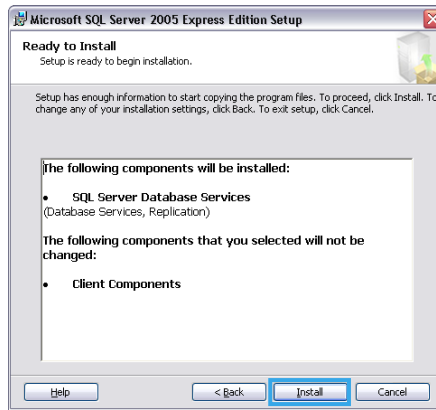 Microsoft SQL Server 2005 Express Edition Setup
Ready to Install
Setup is ready to begin installation.
Setup has enough information to start copying the program files. To proceed, click Install. To
change any of your installation settings, click Back. To exit setup, click Cancel.
The following components will be installed:
• SQL Server Database Services
(Database Services, Replication)
The following components that you selected will not be
changed:
• Client Components
Help
< Back
Install
Cancel